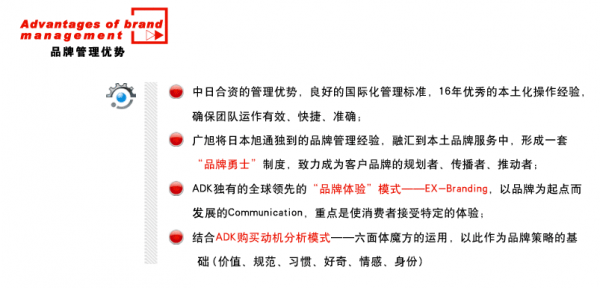 Advantages of brand
management
品牌管理优势
中日合资的管理优势，良好的国际化管理标准，16年优秀的本土化操作经验，
确保团队运作有效、快捷、准确；
广旭将日本旭通独到的品牌管理经验，融汇到本土品牌服务中，形成一套
“品牌勇士”制度，致力成为客户品牌的规划者、传播者、推动者；
ADK独有的全球领先的“品牌体验”模式——EX-Branding，以品牌为起点而
发展的Communication，重点是使消费者接受特定的体验；
结合ADK购买动机分析模式——六面体魔方的运用，以此作为品牌策略的基
础（价值、规范、习惯、好奇、情感、身份）